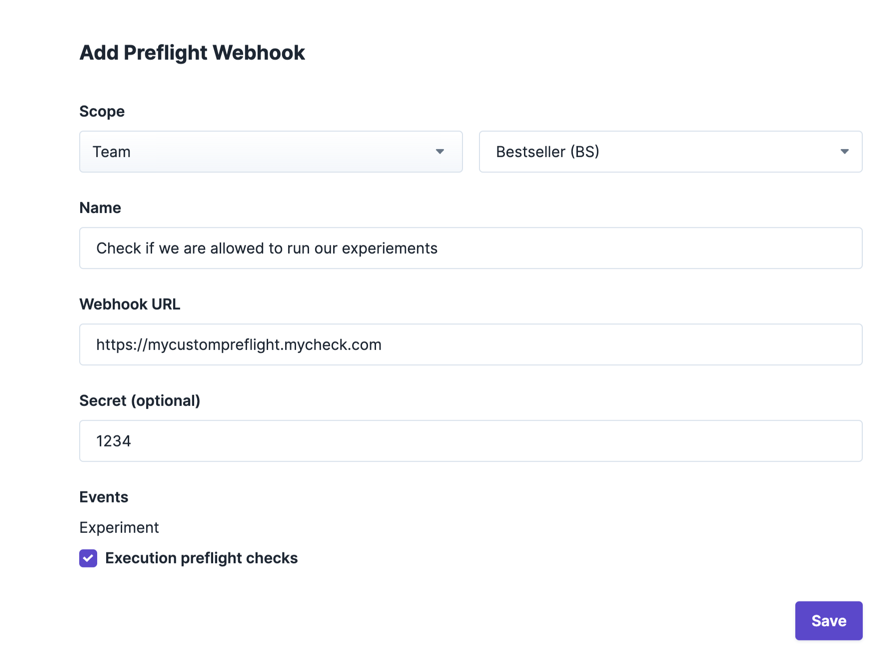 Add Preflight Webhook
Scope
Team
Bestseller (BS)
Name
Check if we are allowed to run our experiements
Webhook URL
https://mycustompreflight.mycheck.com
Secret (optional)
1234
Events
Experiment
Execution preflight checks
Save